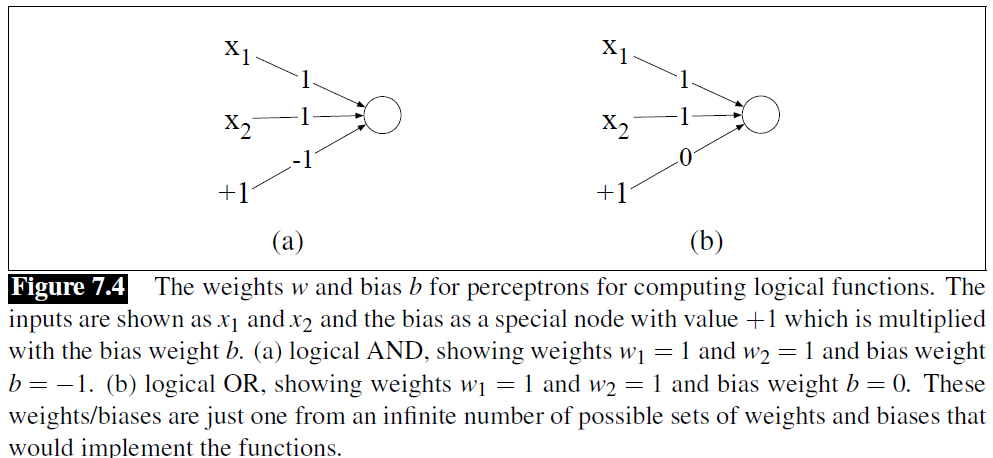 x1 x1
1 1
x2 1 x2 1
-1 0
+1 +1
(a) (b)
Figure 7.4 The weights w and bias b for perceptrons for computing logical functions. The
inputs are shown as x1 and x2 and the bias as a special node with value +1 which is multiplied
with the bias weight b. (a) logical AND, showing weights w1 = 1 and w2 = 1 and bias weight
b = −1. (b) logical OR, showing weights w1 = 1 and w2 = 1 and bias weight b = 0. These
weights/biases are just one from an infinite number of possible sets of weights and biases that
would implement the functions.